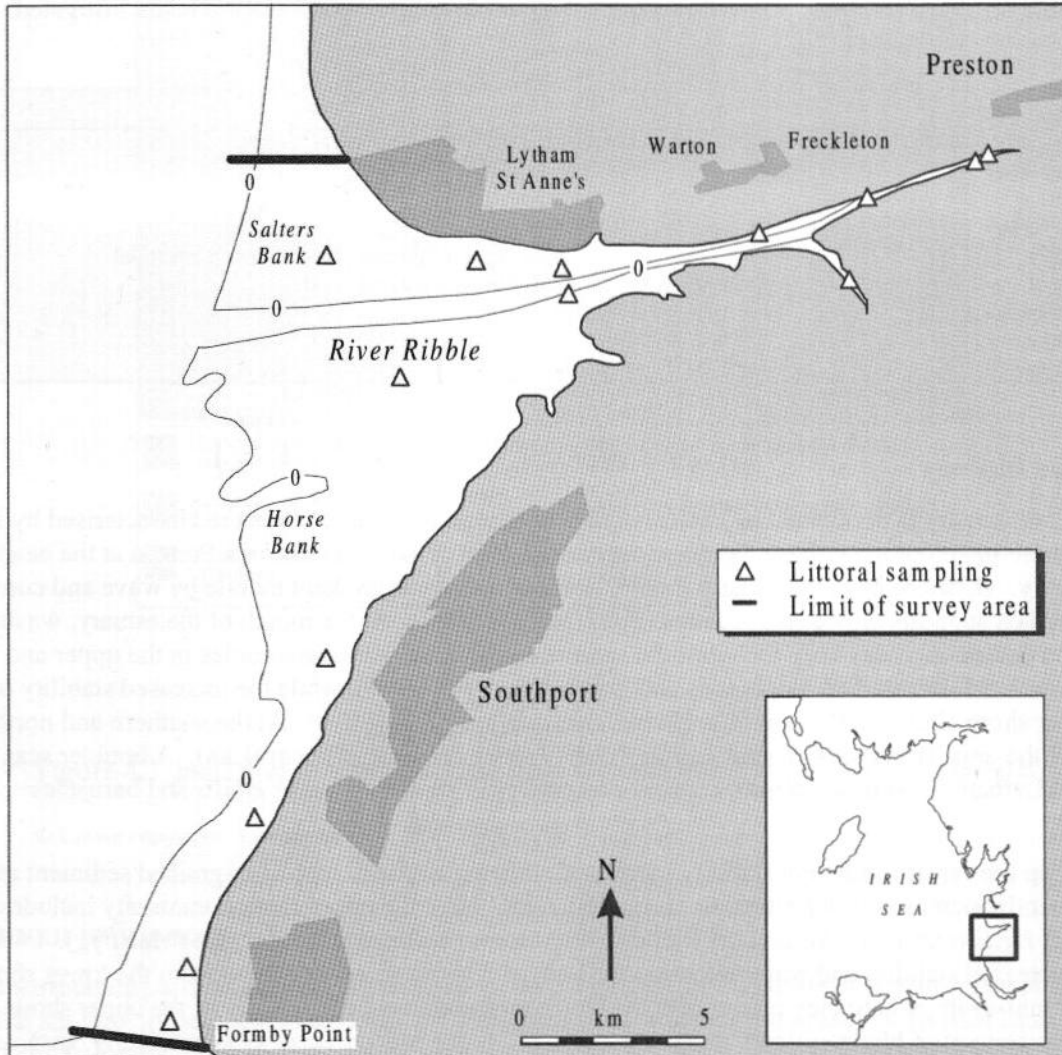 Preston
Warton
Freckleton
Lytham
St Anne's
0
Salters
Bank
0
0
River Ribble
0
Horse
Bank
Littoral sampling
Limit of survey area
Southport
0
N
IRISH
SEA
Formby Point
0
km
5